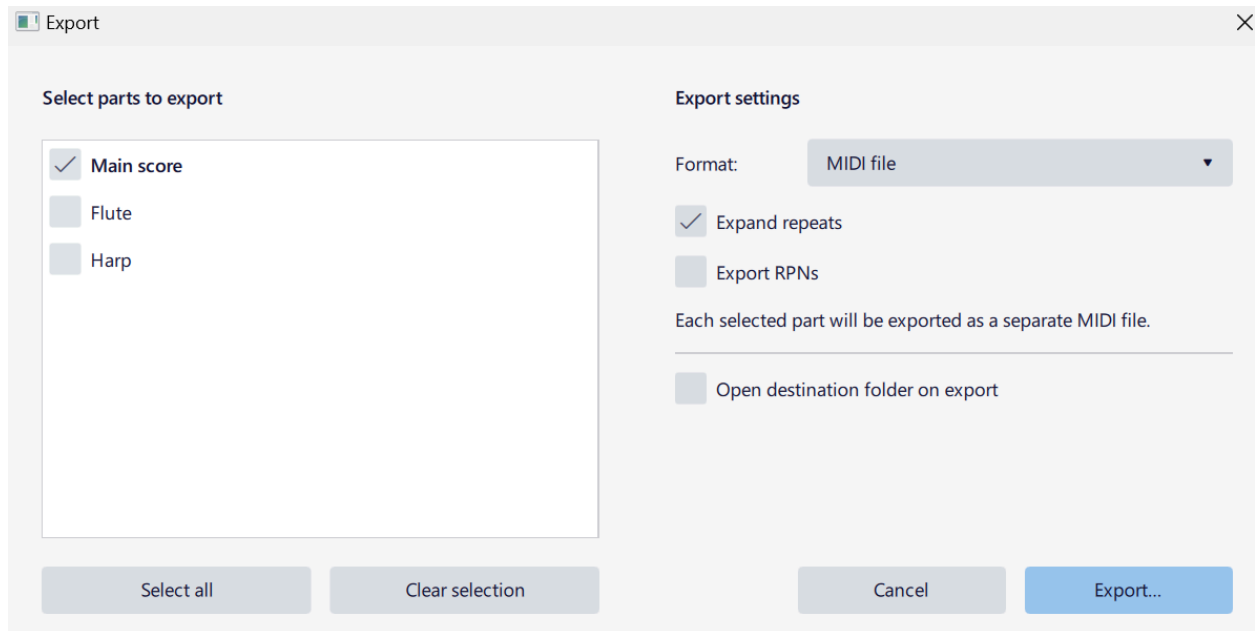 Export
Select parts to export
Main score
Flute
Harp
Select all
Clear selection
Export settings
Format:
MIDI file
Expand repeats
Export RPNs
Each selected part will be exported as a separate MIDI file.
Open destination folder on export
Cancel
Export...